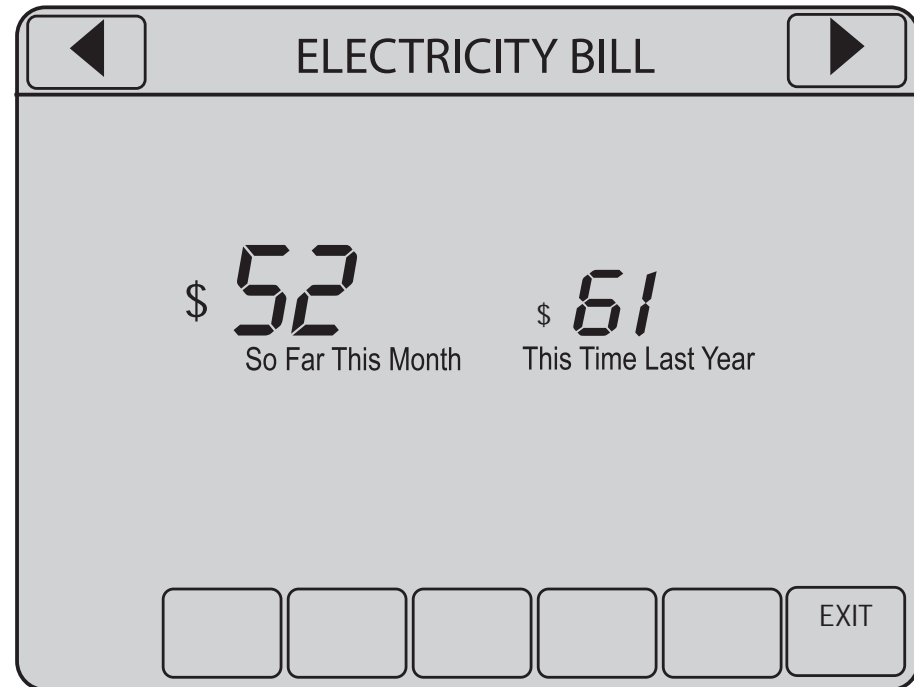 ELECTRICITY BILL
$ 52 $ 61
So Far This Month This Time Last Year
EXIT